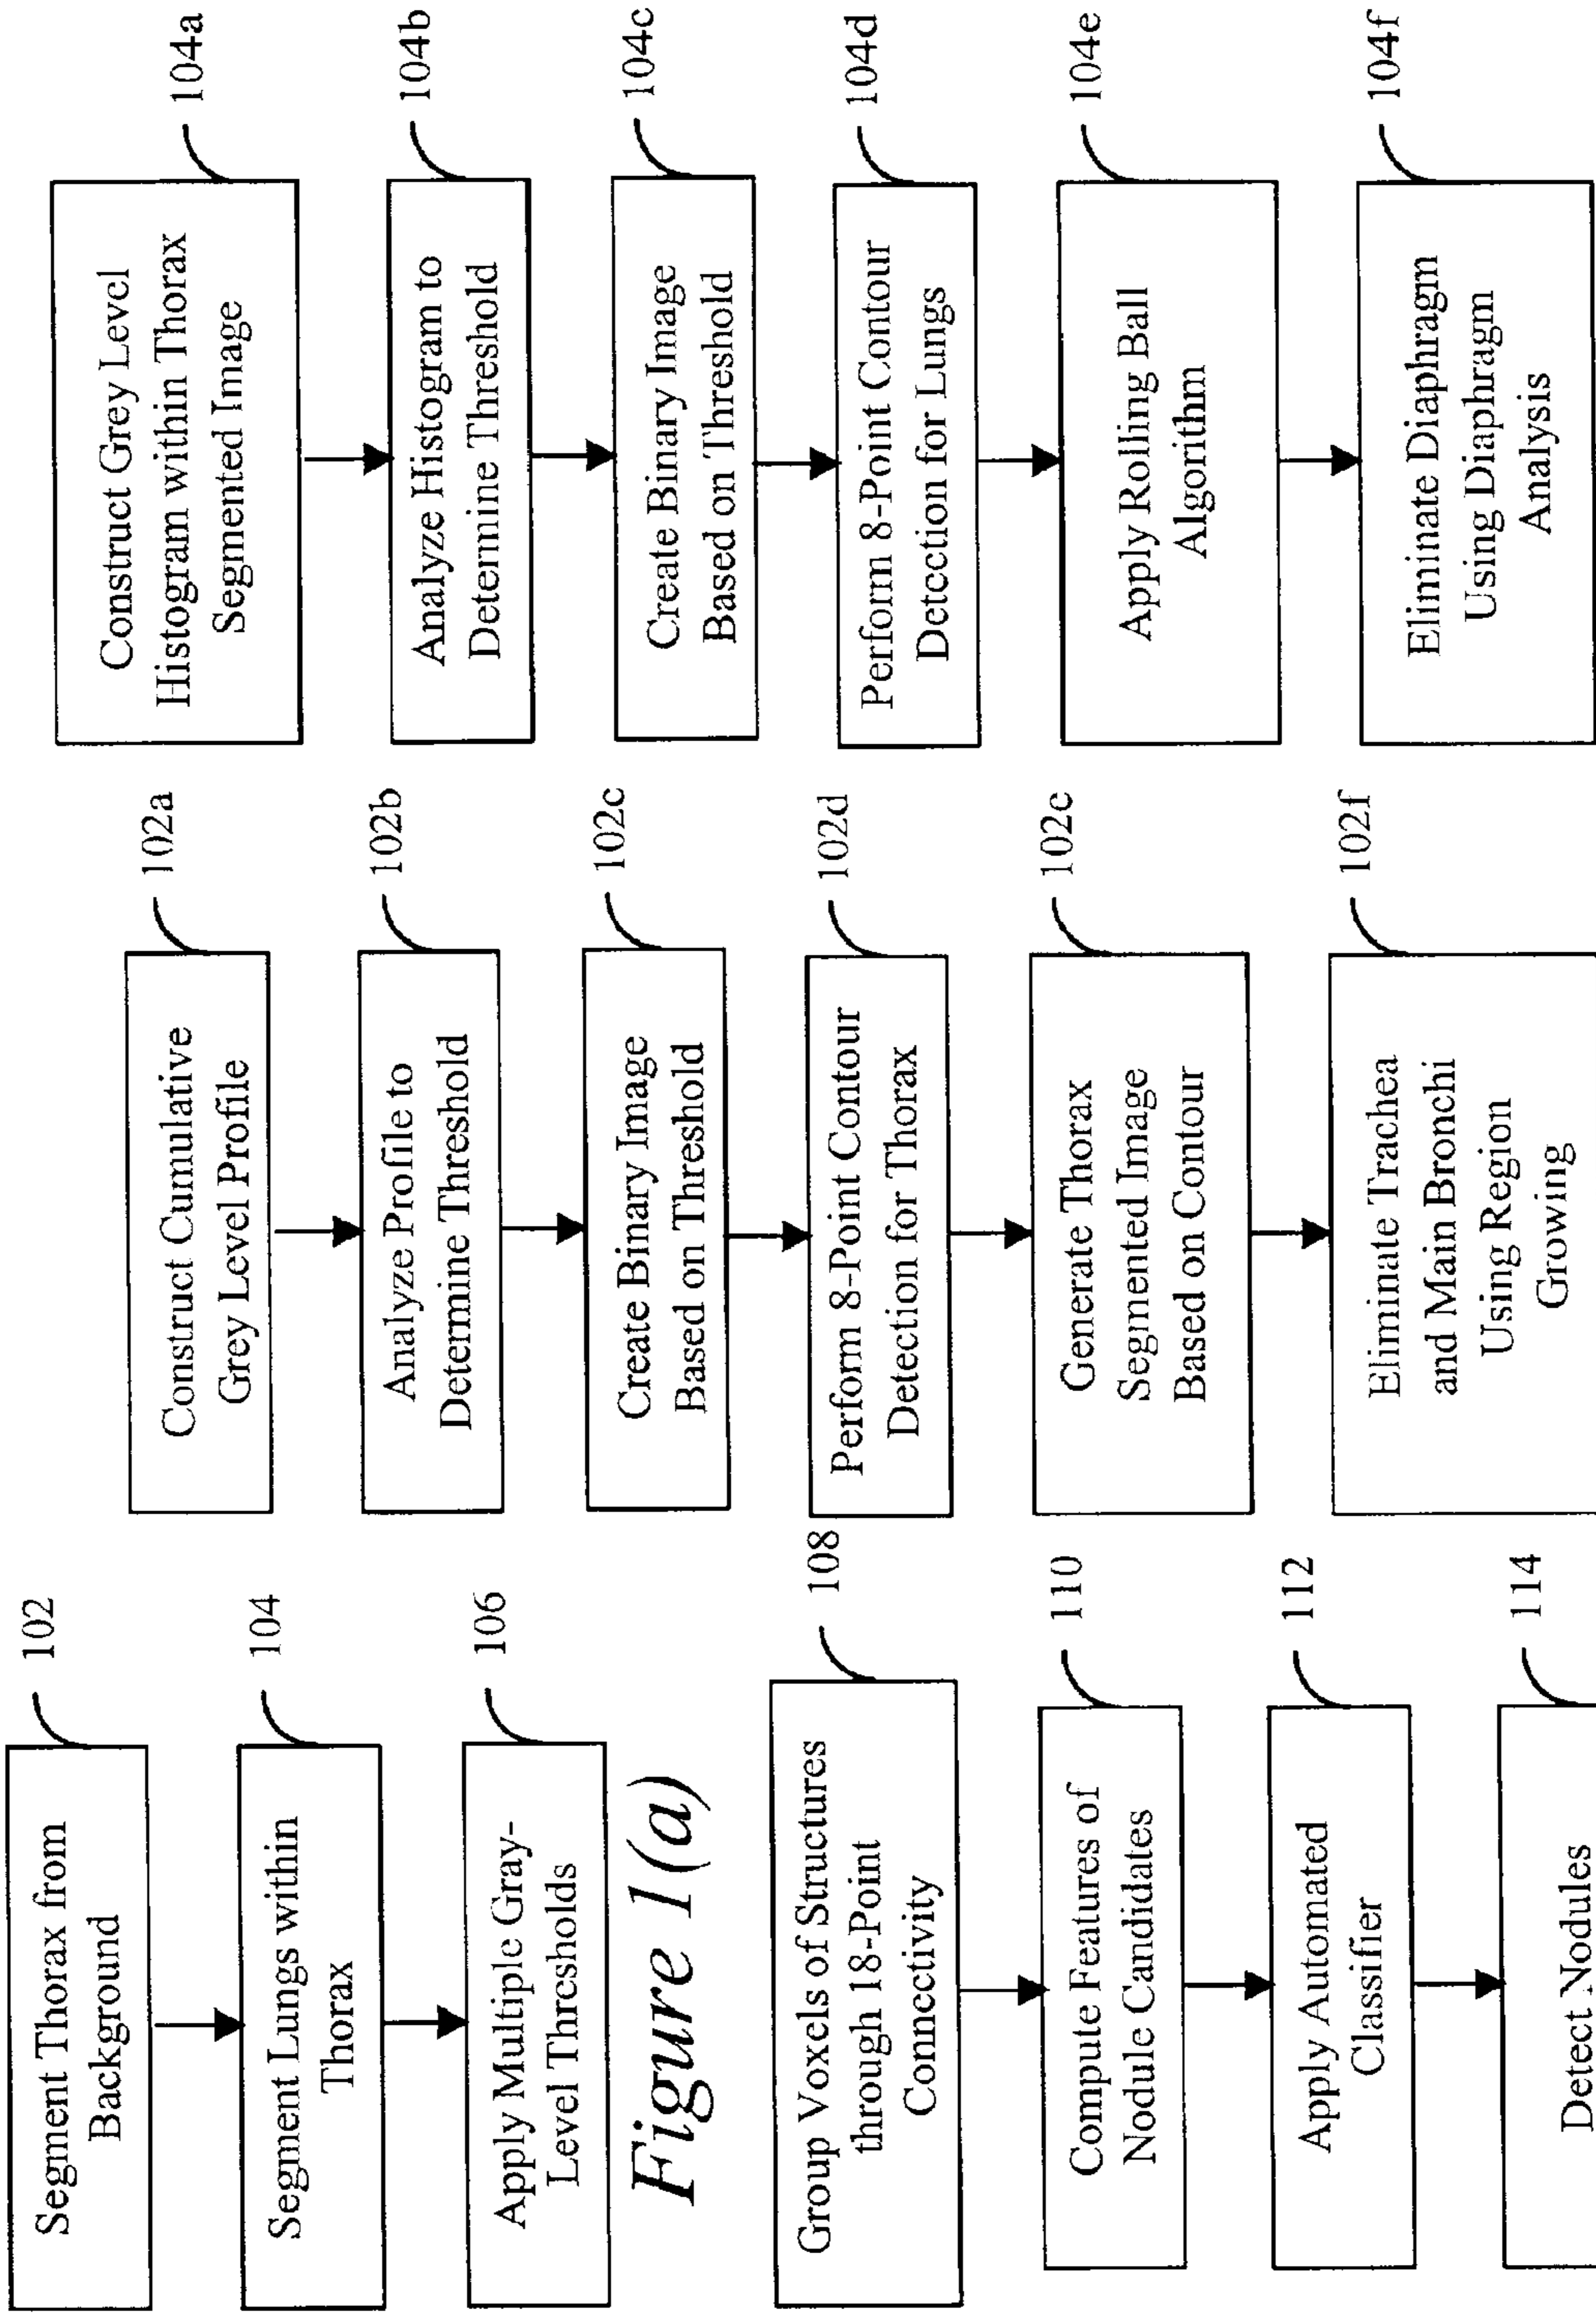 102
Segment Thorax from
Background
104
Segment Lungs within
Thorax
106
Apply Multiple Gray-
Level Thresholds
Figure 1(a)
108
Group Voxels of Structures
through 18-Point
Connectivity
110
Compute Features of
Nodule Candidates
112
Apply Automated
Classifier
114
Detect Nodules
102a
Construct Cumulative
Grey Level Profile
102b
Analyze Profile to
Determine Threshold
102c
Create Binary Image
Based on Threshold
102d
Perform 8-Point Contour
Detection for Thorax
102e
Generate Thorax
Segmented Image
Based on Contour
102f
Eliminate Trachea
and Main Bronchi
Using Region
Growing
104a
Construct Grey Level
Histogram within Thorax
Segmented Image
104b
Analyze Histogram to
Determine Threshold
104c
Create Binary Image
Based on Threshold
104d
Perform 8-Point Contour
Detection for Lungs
104e
Apply Rolling Ball
Algorithm
104f
Eliminate Diaphragm
Using Diaphragm
Analysis